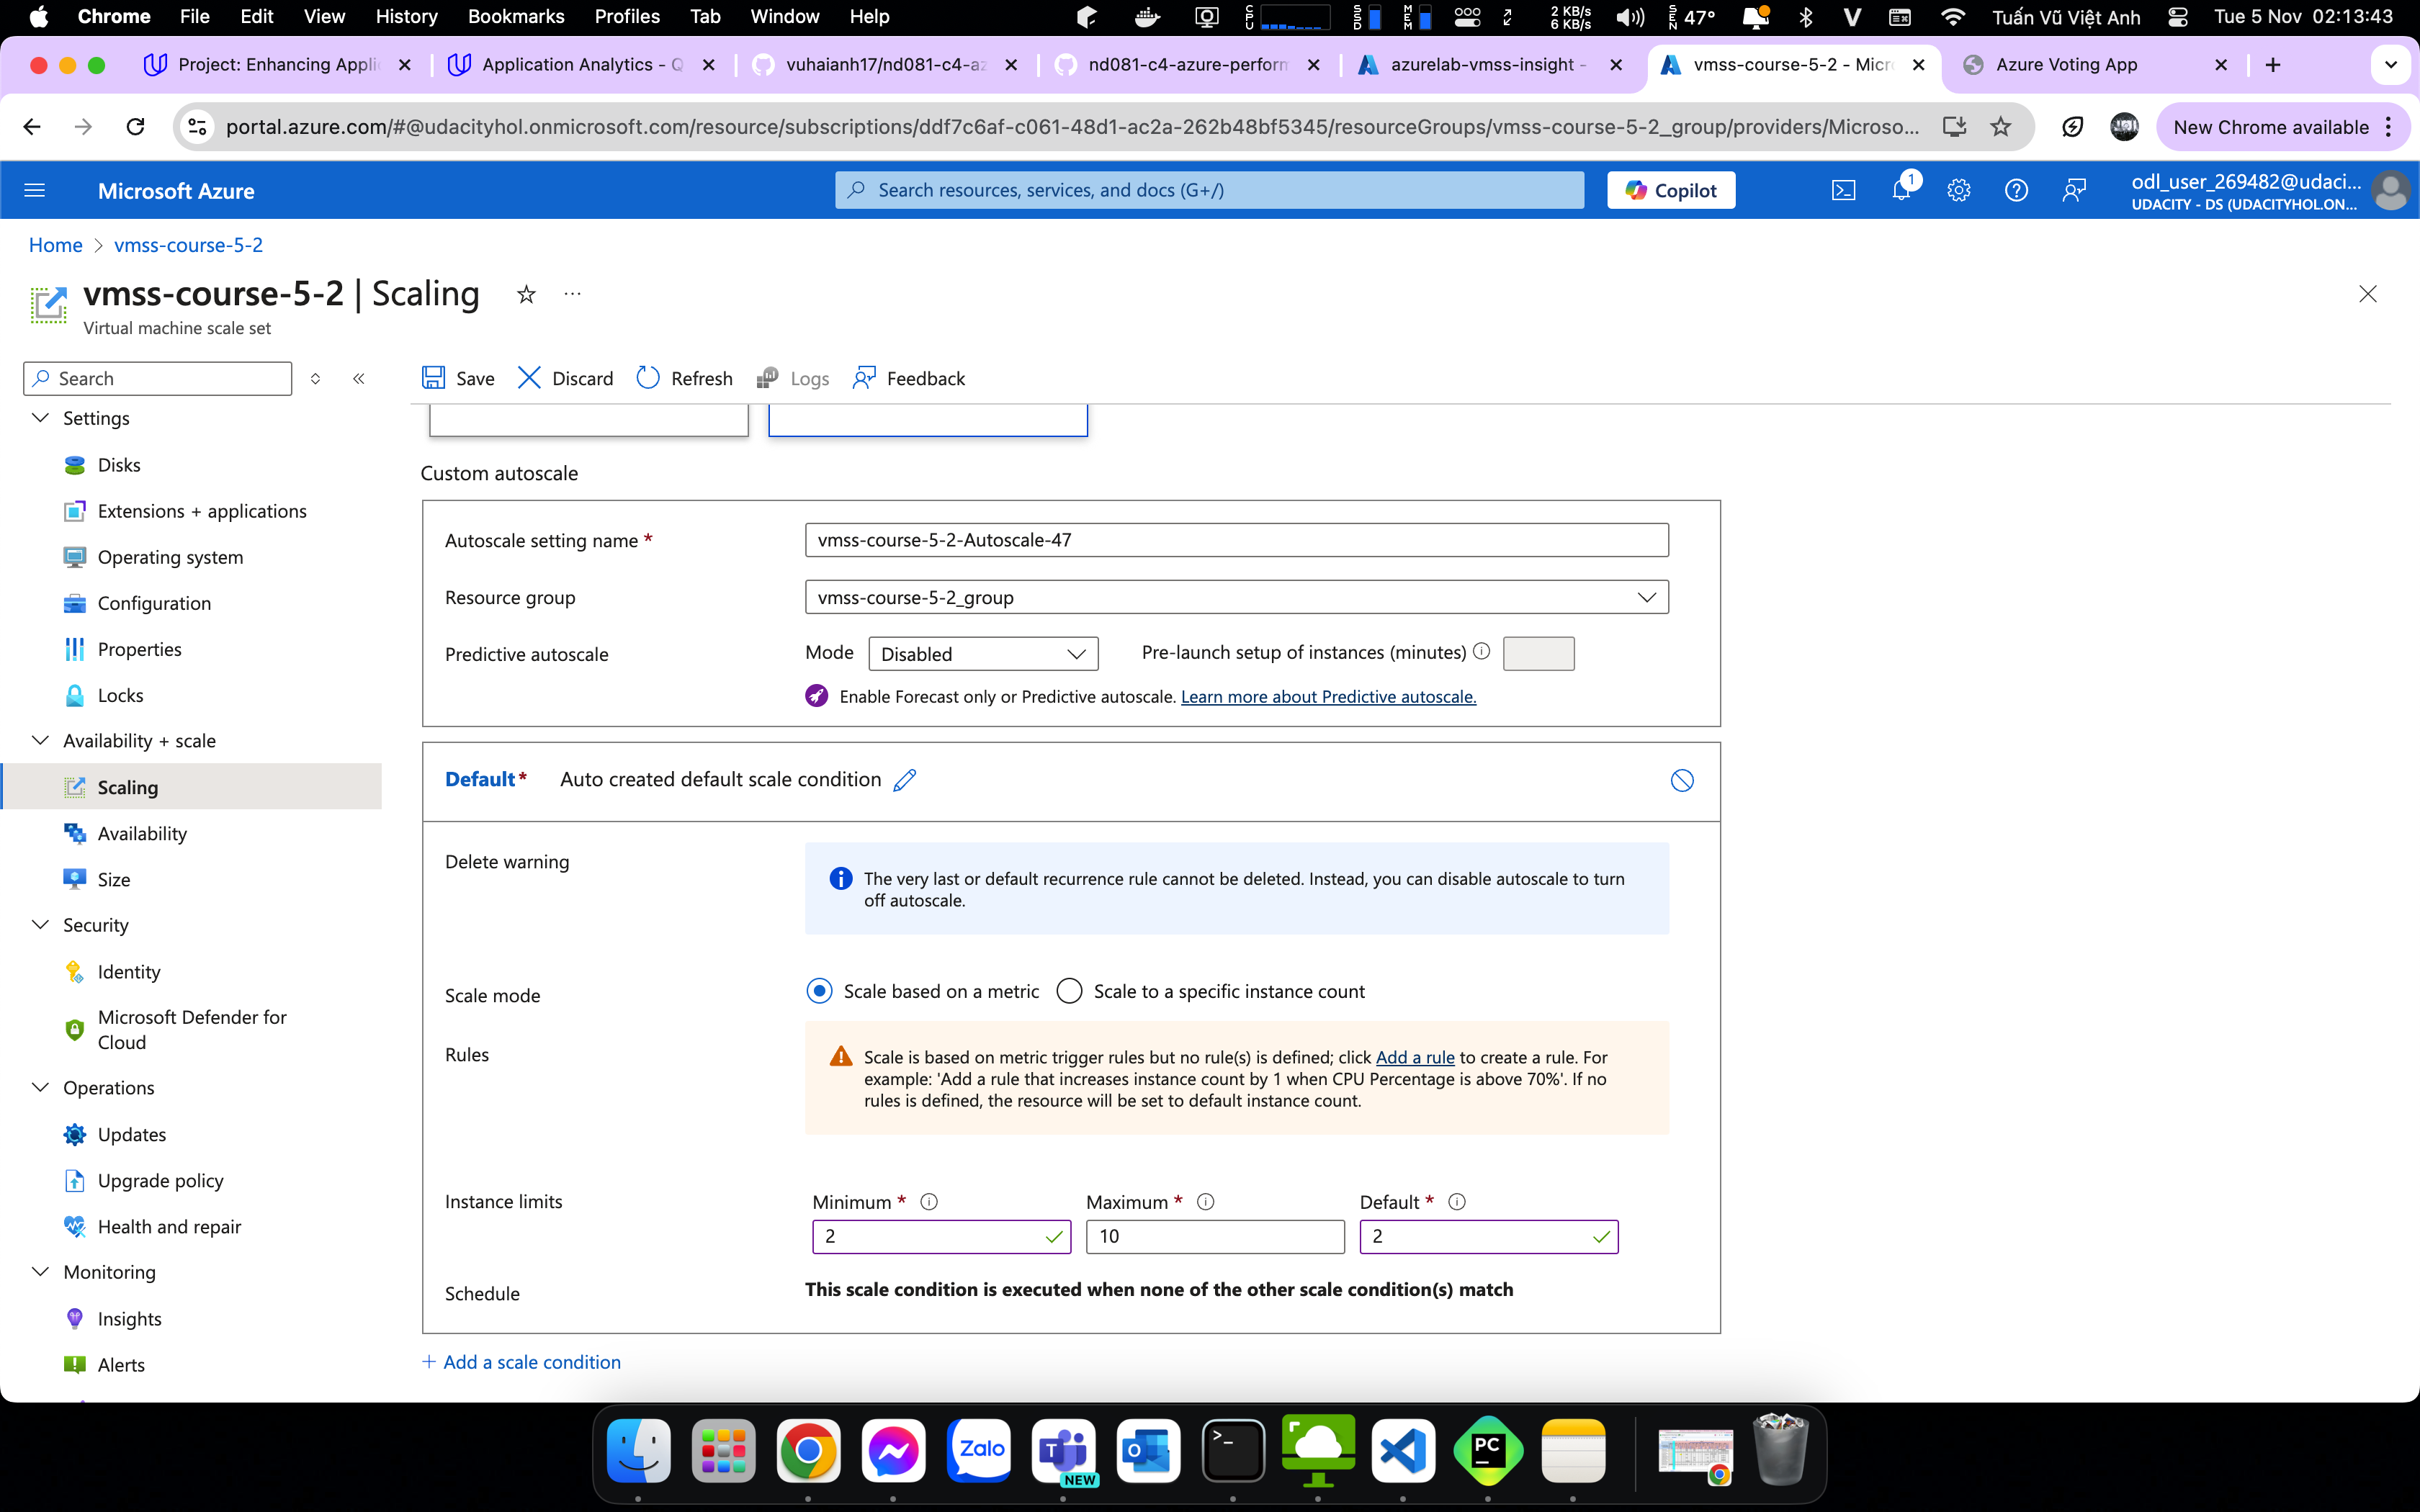 Chrome File Edit View History Bookmarks Profiles Tab Window Help
CPU SSD MEM 2 KB/s 6 KB/s SEN 47° V Tuấn Vũ Việt Anh Tue 5 Nov 02:13:43
Project: Enhancing Applic
Application Analytics - Q
vuhaianh17/nd081-c4-az
nd081-c4-azure-perform
azurelab-vmss-insight -
vmss-course-5-2 - Micr
Azure Voting App
portal.azure.com/#@udacityhol.onmicrosoft.com/resource/subscriptions/ddf7c6af-c061-48d1-ac2a-262b48bf5345/resourceGroups/vmss-course-5-2_group/providers/Microso...
New Chrome available
Microsoft Azure
Search resources, services, and docs (G+/)
Copilot
1
odl_user_269482@udaci...
UDACITY - DS (UDACITYHOL.ON...
Home > vmss-course-5-2
vmss-course-5-2 | Scaling
Virtual machine scale set
Search
Save Discard Refresh Logs Feedback
Settings
Disks
Extensions + applications
Operating system
Configuration
Properties
Locks
Availability + scale
Scaling
Availability
Size
Security
Identity
Microsoft Defender for
Cloud
Operations
Updates
Upgrade policy
Health and repair
Monitoring
Insights
Alerts
Custom autoscale
Autoscale setting name *
vmss-course-5-2-Autoscale-47
Resource group
vmss-course-5-2_group
Predictive autoscale
Mode Disabled
Pre-launch setup of instances (minutes)
Enable Forecast only or Predictive autoscale. Learn more about Predictive autoscale.
Default* Auto created default scale condition
Delete warning
The very last or default recurrence rule cannot be deleted. Instead, you can disable autoscale to turn
off autoscale.
Scale mode
Scale based on a metric
Scale to a specific instance count
Rules
Scale is based on metric trigger rules but no rule(s) is defined; click Add a rule to create a rule. For
example: 'Add a rule that increases instance count by 1 when CPU Percentage is above 70%'. If no
rules is defined, the resource will be set to default instance count.
Instance limits
Minimum * Maximum * Default *
2 10 2
Schedule
This scale condition is executed when none of the other scale condition(s) match
+ Add a scale condition
Zalo
T
NEW
O
>_
PC